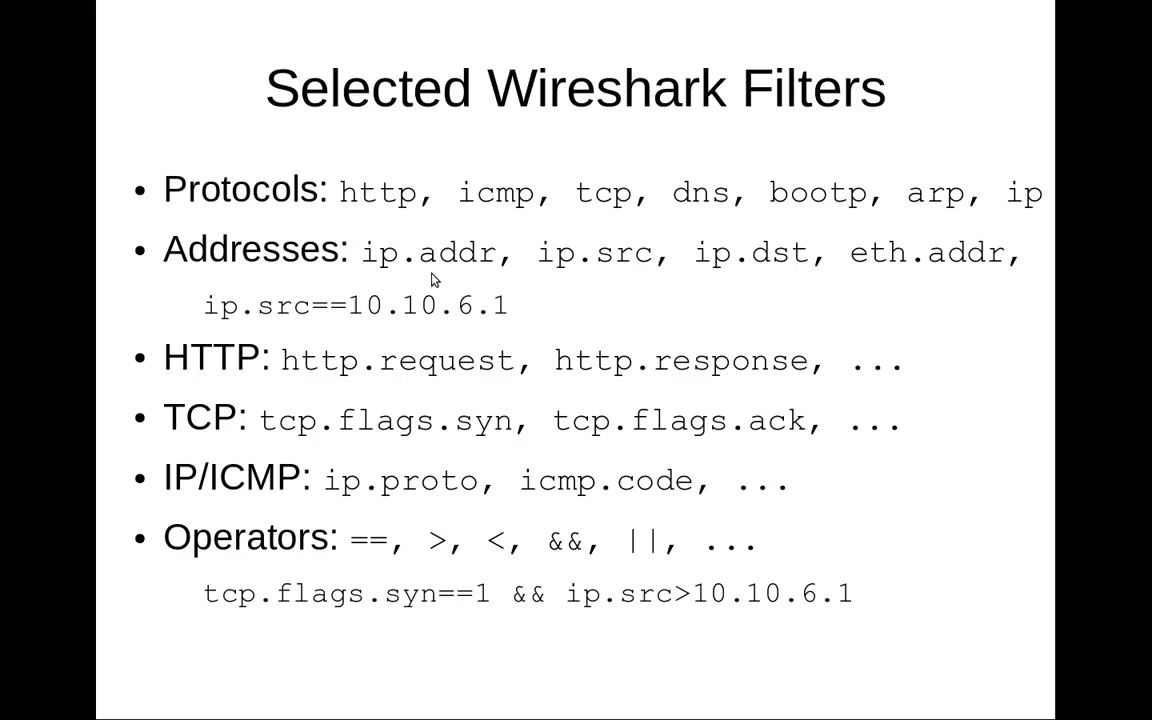 Selected Wireshark Filters
• Protocols: http, icmp, tcp, dns, bootp, arp, ip
• Addresses: ip.addr, ip.src, ip.dst, eth.addr,
ip.src==10.10.6.1
• HTTP: http.request, http.response, ...
• TCP: tcp.flags.syn, tcp.flags.ack, ...
• IP/ICMP: ip.proto, icmp.code, ...
• Operators: ==, >, <, &&, ||, ...
tcp.flags.syn==1 && ip.src>10.10.6.1